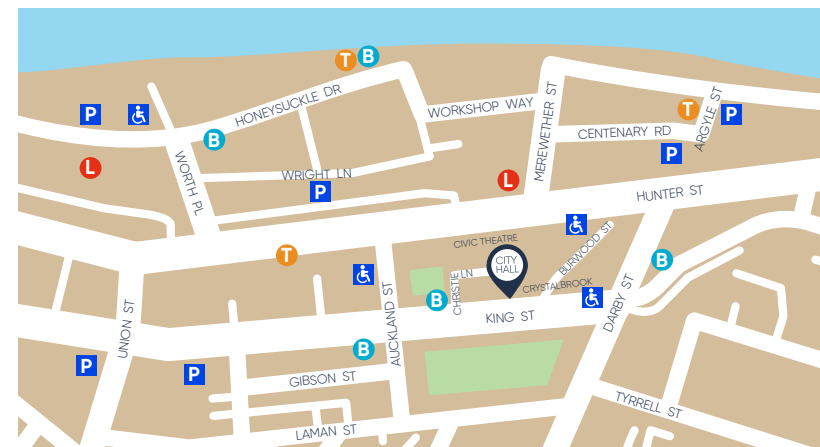 T
B
HONEYSUCKLE DR
WORKSHOP WAY
MEREWETHER ST
T
ARGYLE ST
P
P
B
CENTENARY RD
P
L
WORTH PL
WRIGHT LN
P
L
HUNTER ST
CIVIC THEATRE
BURWOOD ST
T
CITY
HALL
B
CHRISTIE LN
CRYSTALBROOK
B
UNION ST
AUCKLAND ST
KING ST
DARBY ST
B
P
P
GIBSON ST
TYRRELL ST
LAMAN ST